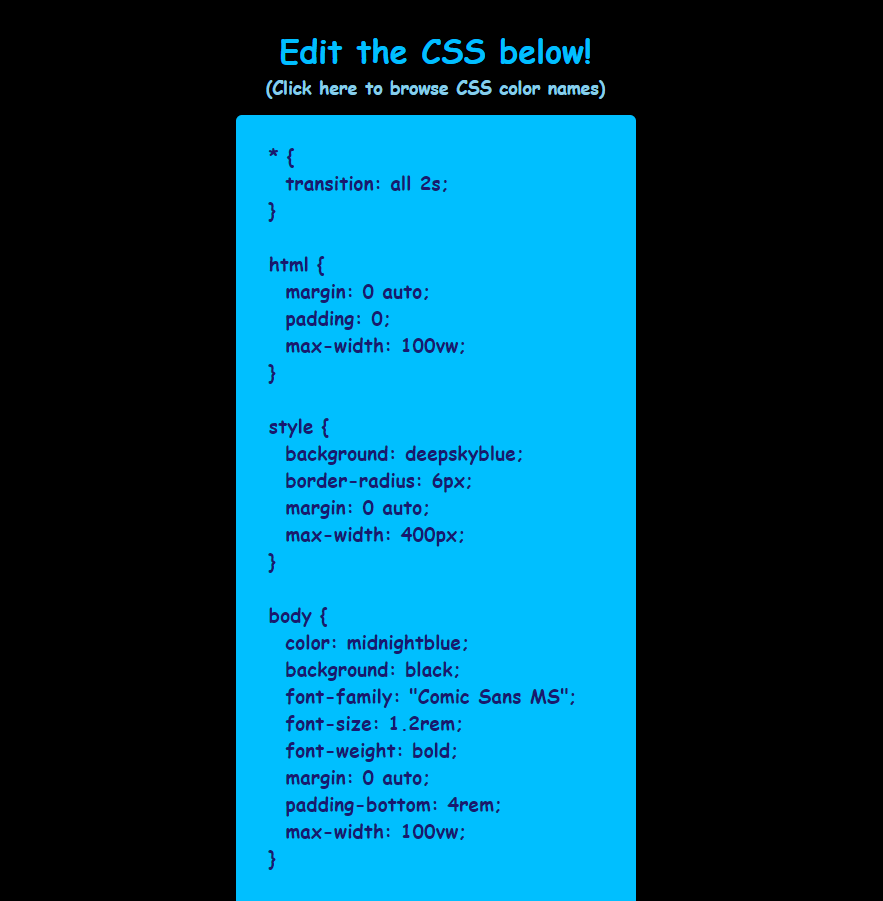 Edit the CSS below!
(Click here to browse CSS color names)
* {
  transition: all 2s;
}
html {
  margin: 0 auto;
  padding: 0;
  max-width: 100vw;
}
style {
  background: deepskyblue;
  border-radius: 6px;
  margin: 0 auto;
  max-width: 400px;
}
body {
  color: midnightblue;
  background: black;
  font-family: "Comic Sans MS";
  font-size: 1.2rem;
  font-weight: bold;
  margin: 0 auto;
  padding-bottom: 4rem;
  max-width: 100vw;
}